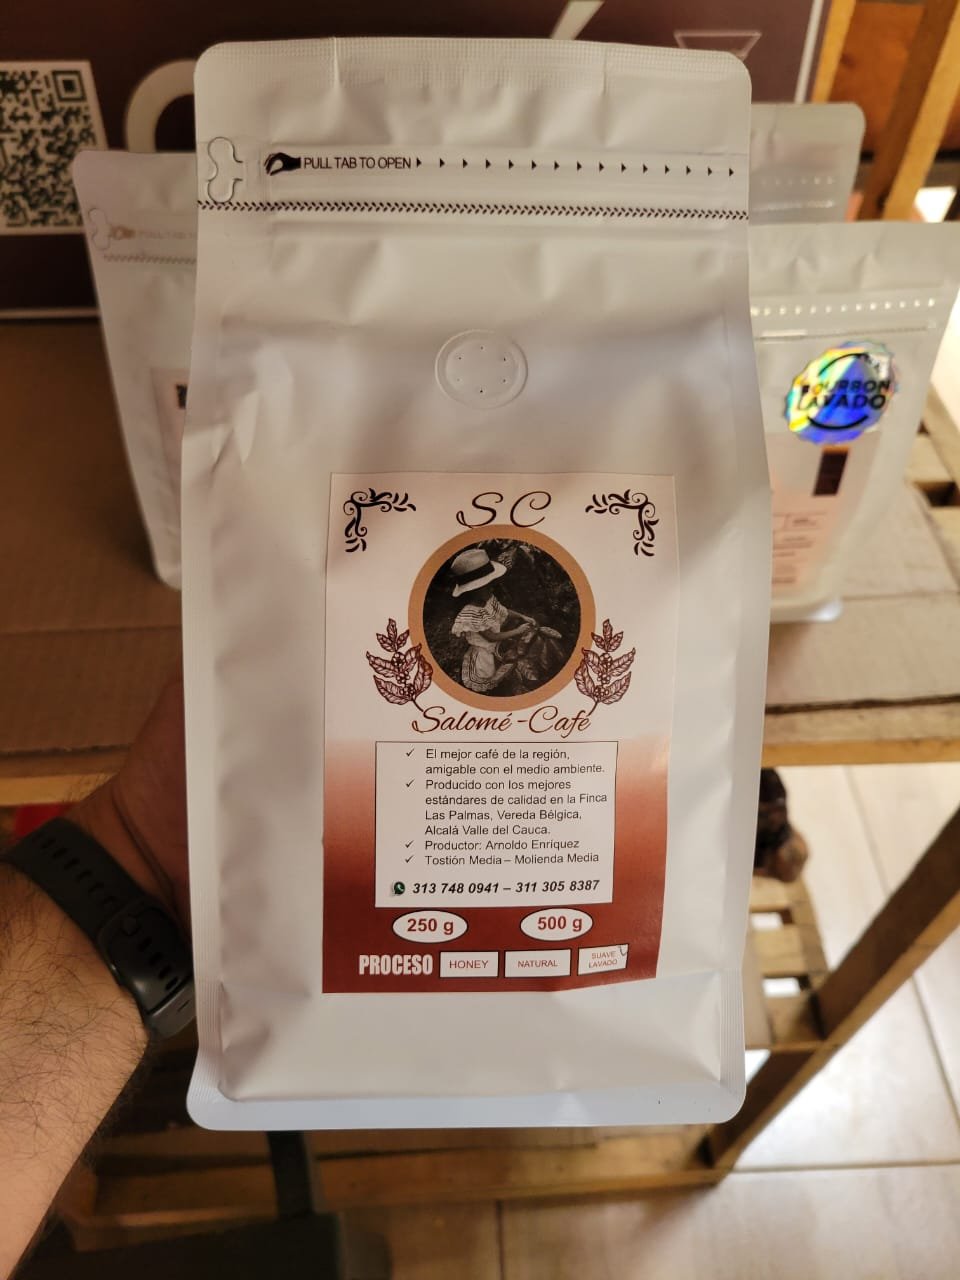 PULL TAB TO OPEN
PULL TAB
BOURBON
LAVADO
S C
Salomé - Café
✓ El mejor café de la región,
amigable con el medio ambiente.
✓ Producido con los mejores
estándares de calidad en la Finca
Las Palmas, Vereda Bélgica,
Alcalá Valle del Cauca.
✓ Productor: Arnoldo Enríquez
✓ Tostión Media – Molienda Media
313 748 0941 – 311 305 8387
250 g 500 g
PROCESO HONEY NATURAL SUAVE
LAVADO